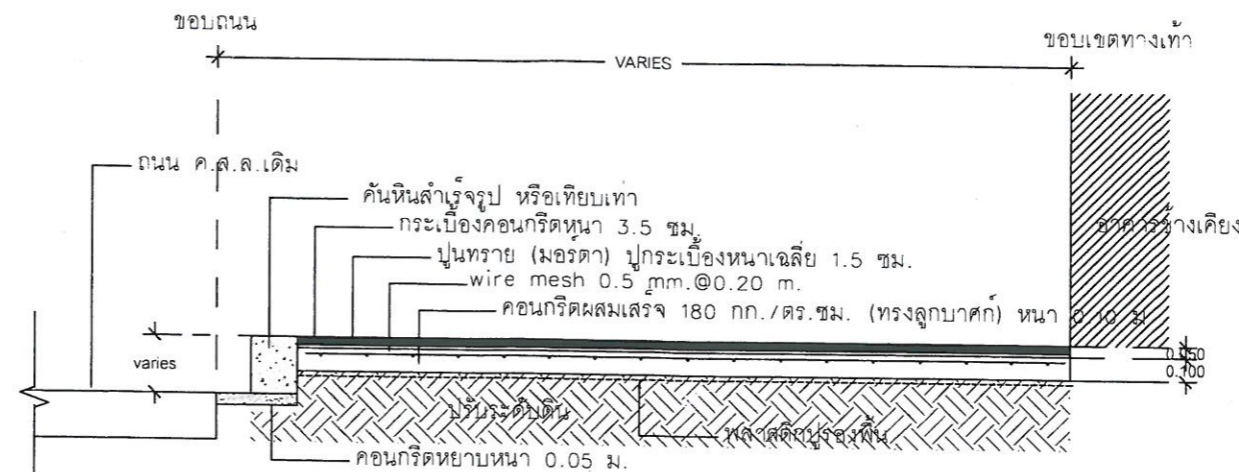 ขอบถนน
ขอบเขตทางเท้า
VARIES
ถนน ค.ส.ล.เดิม
คันหินสำเร็จรูป หรือเทียบเท่า
กระเบื้องคอนกรีตหนา 3.5 ซม.
อาคารข้างเคียง
ปูนทราย (มอร์ตา) ปูกระเบื้องหนาเฉลี่ย 1.5 ซม.
wire mesh 0.5 mm.@0.20 m.
คอนกรีตผสมเสร็จ 180 กก./ตร.ซม. (ทรงลูกบาศก์) หนา 0.10 ม
varies
0.050
0.100
ปรับระดับดิน
พลาสติกปูรองพื้น
คอนกรีตหยาบหนา 0.05 ม.